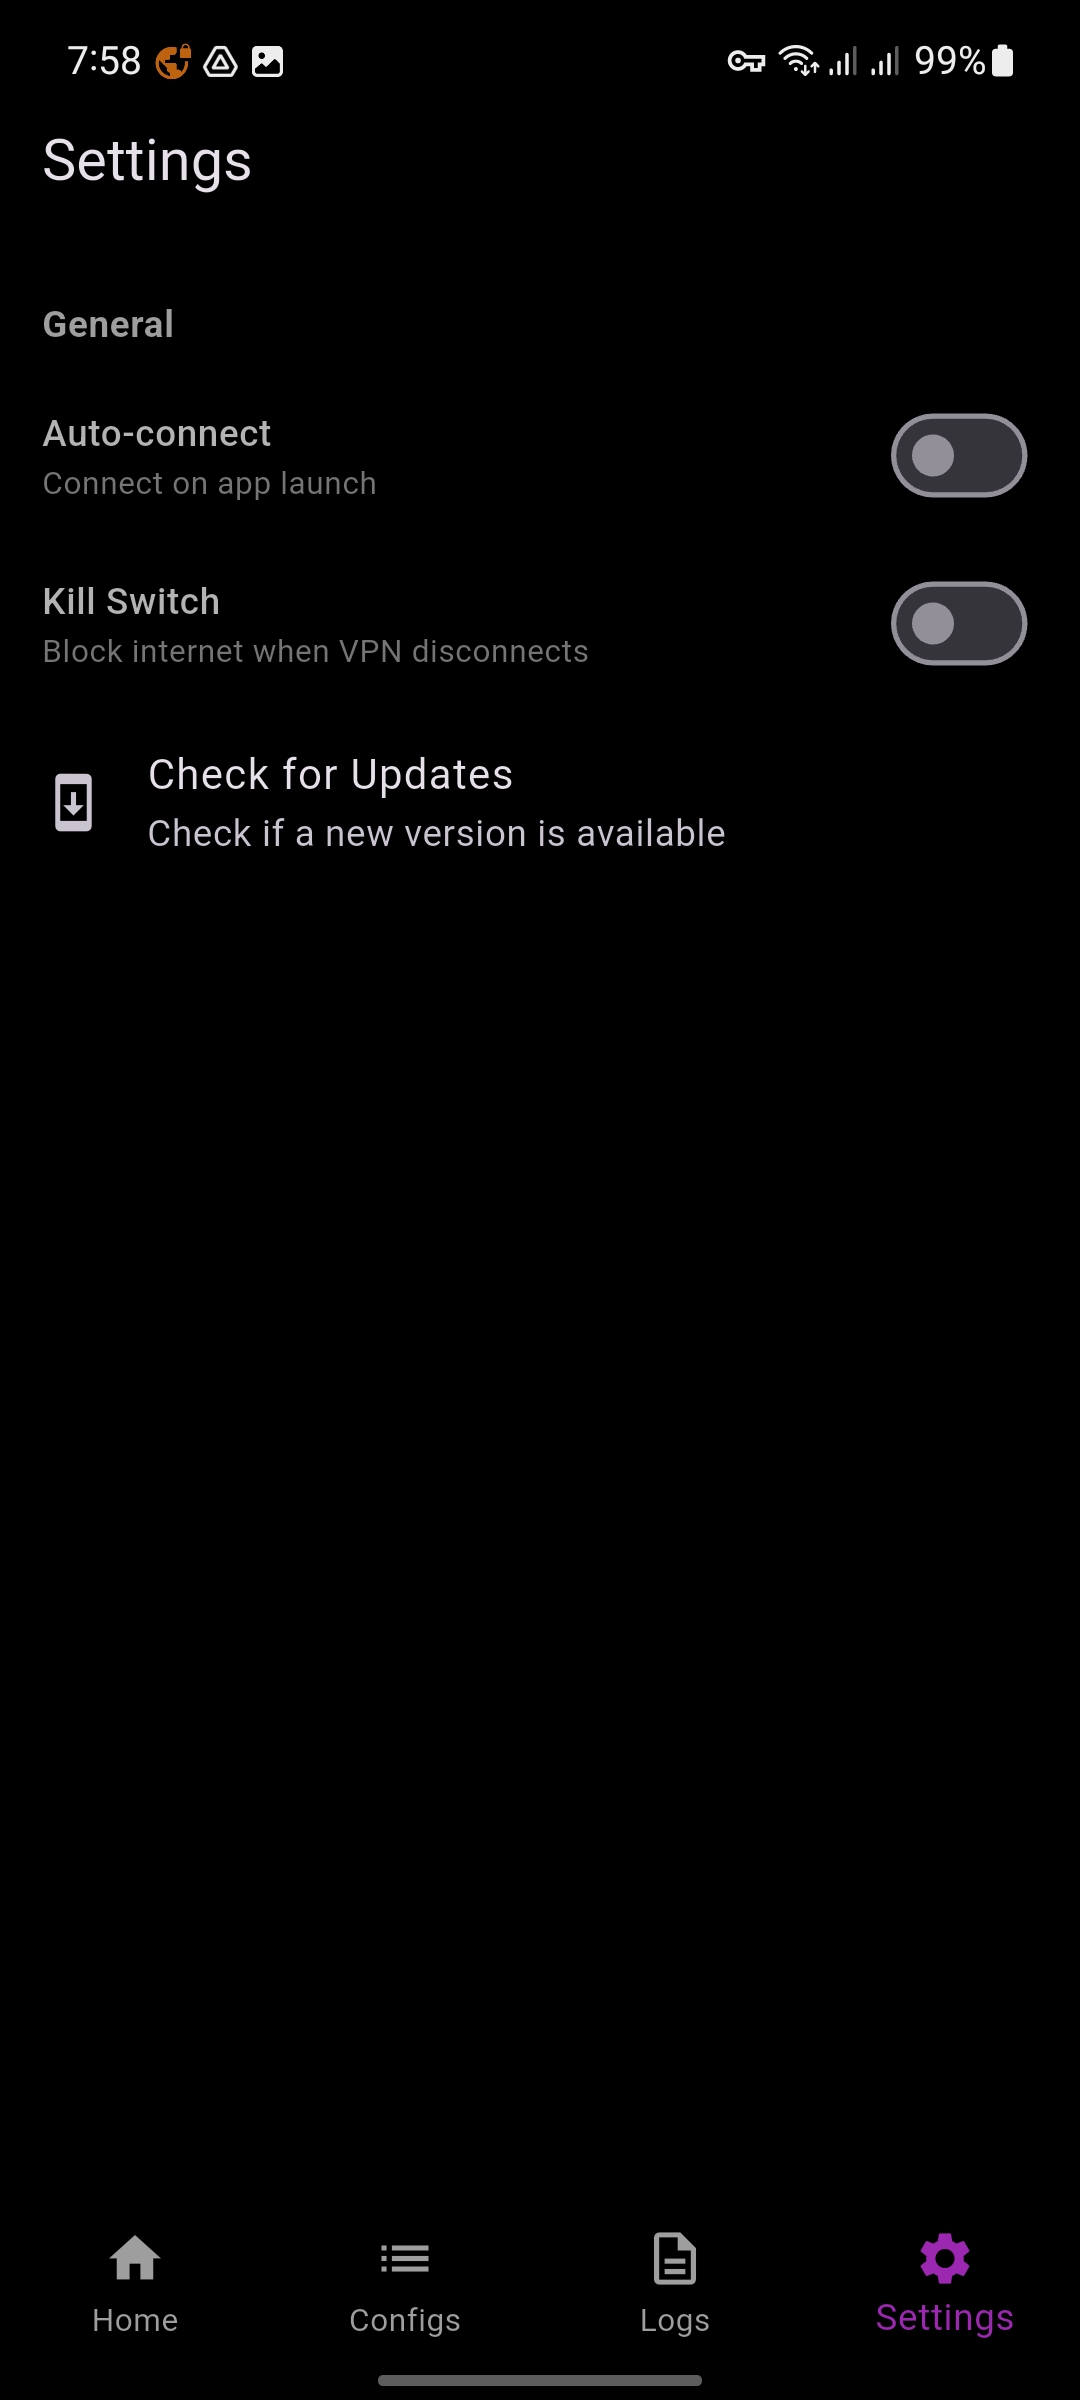 7:58
99%
Settings
General
Auto-connect
Connect on app launch
Kill Switch
Block internet when VPN disconnects
Check for Updates
Check if a new version is available
Home
Configs
Logs
Settings